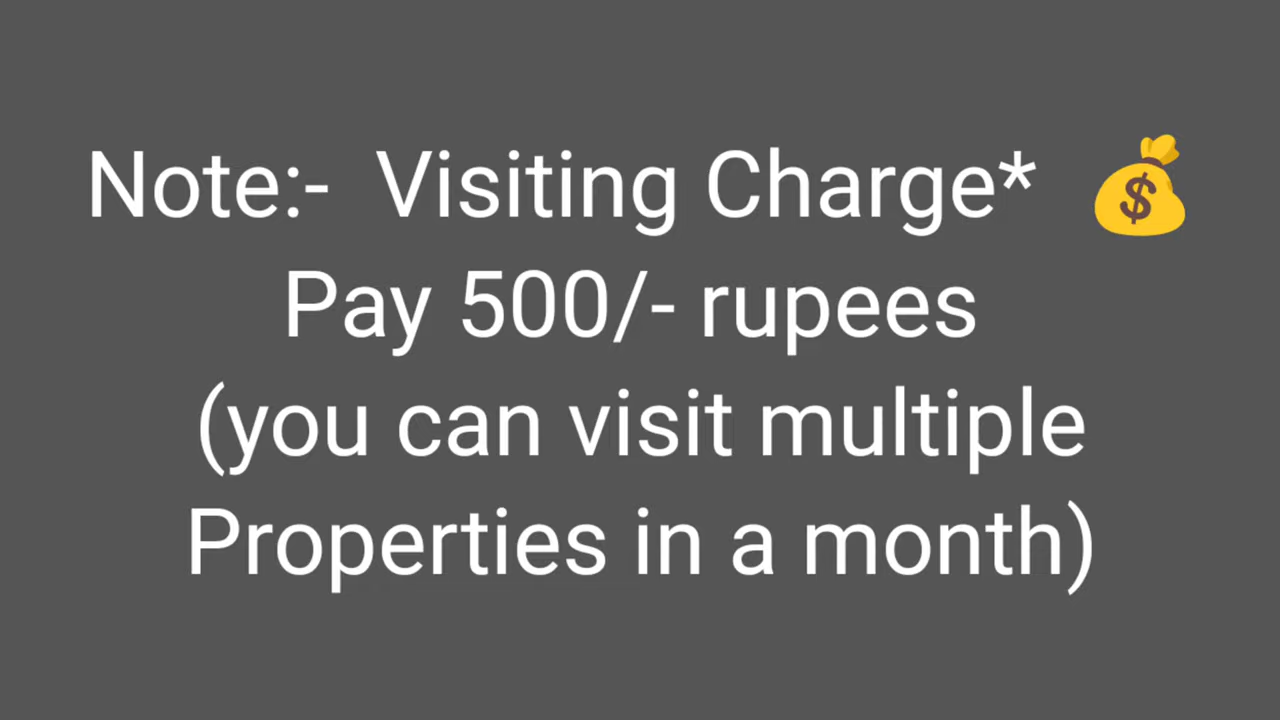 Note:-  Visiting Charge* 💰
Pay 500/- rupees
(you can visit multiple
Properties in a month)